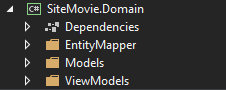 C# SiteMovie.Domain
Dependencies
EntityMapper
Models
ViewModels